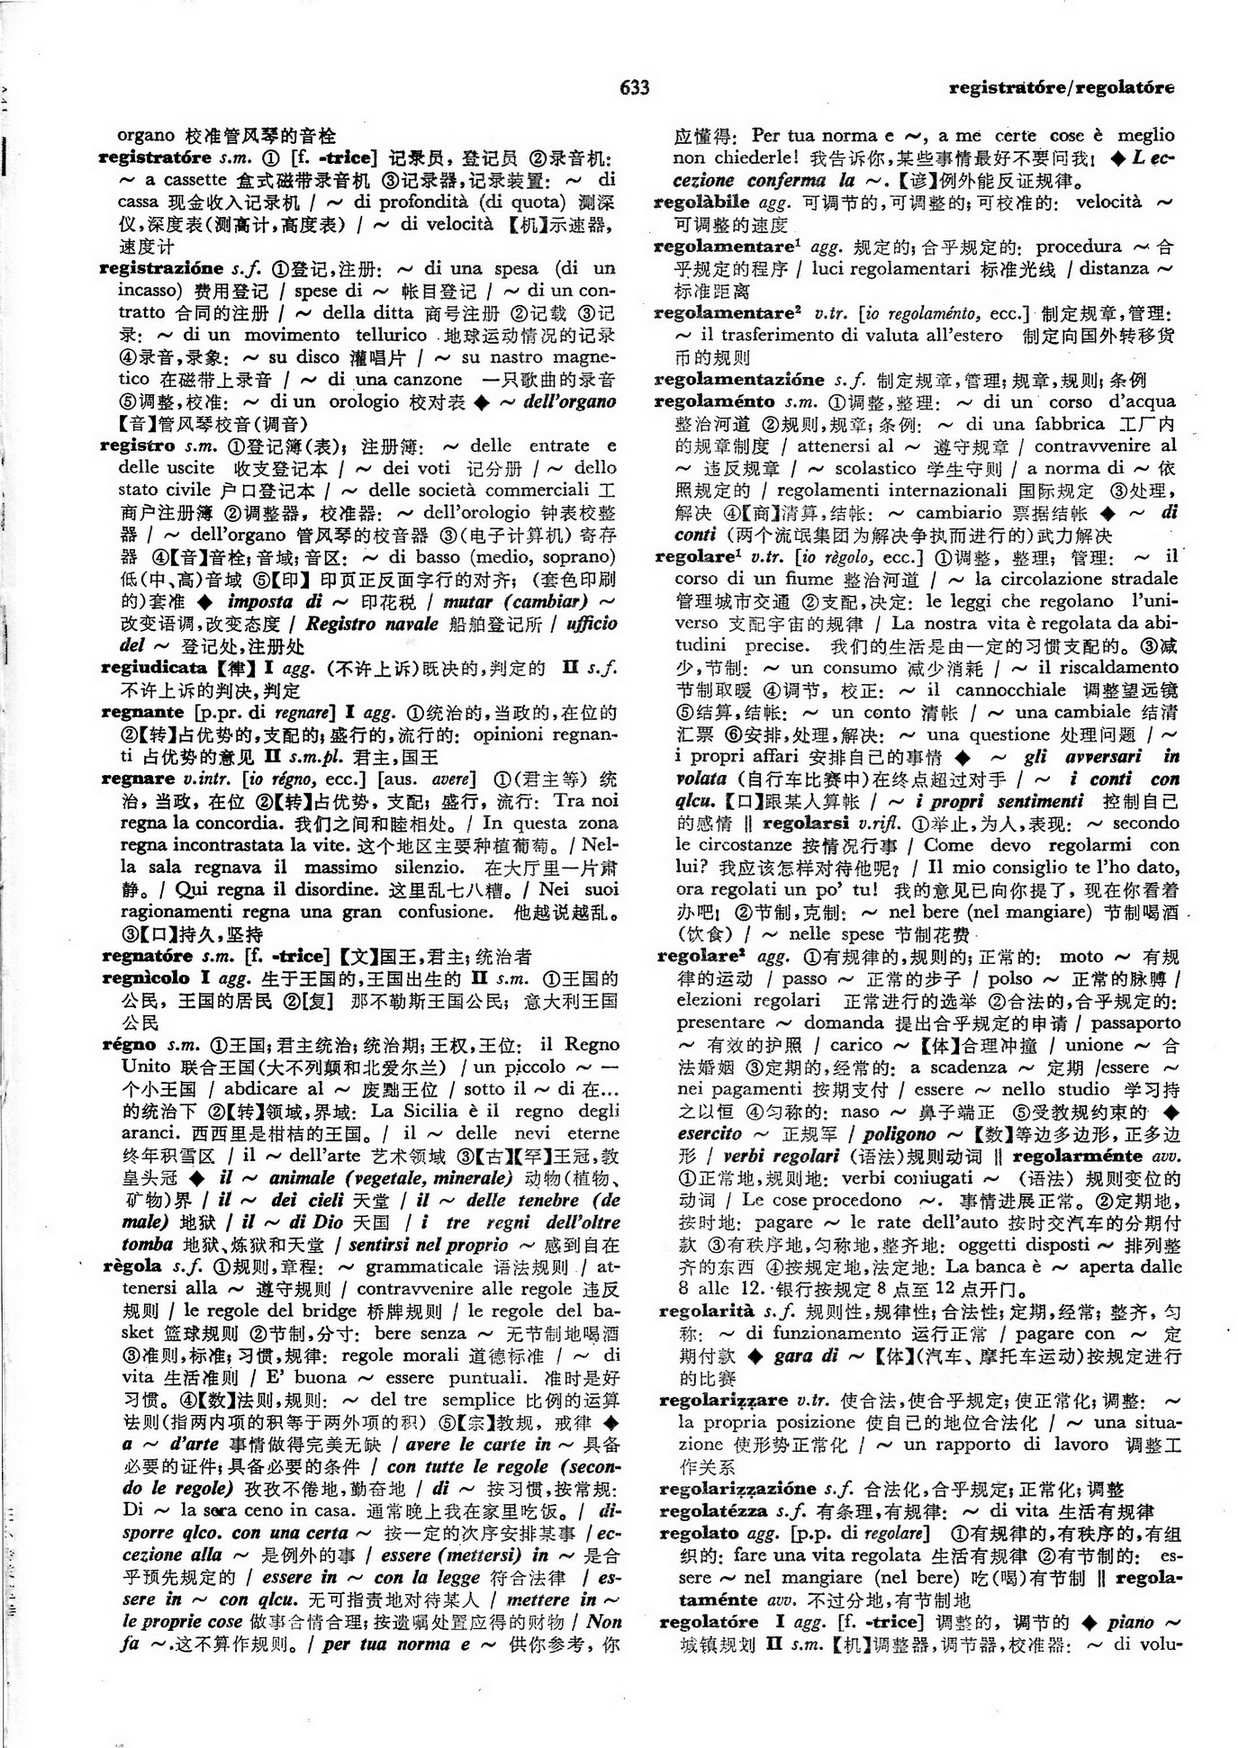 633
registratóre/regolatóre
organo 校准管风琴的音栓
registratóre s.m. ① [f. -trice] 记录员，登记员 ②录音机:
～ a cassette 盒式磁带录音机 ③记录器,记录装置: ～ di
cassa 现金收入记录机 / ～ di profondità (di quota) 测深
仪,深度表(测高计,高度表) / ～ di velocità 【机】示速器,
速度计
registrazióne s.f. ①登记,注册: ～ di una spesa (di un
incasso) 费用登记 / spese di ～ 帐目登记 / ～ di un con-
tratto 合同的注册 / ～ della ditta 商号注册 ②记载 ③记
录: ～ di un movimento tellurico 地球运动情况的记录
④录音,录象: ～ su disco 灌唱片 / ～ su nastro magne-
tico 在磁带上录音 / ～ di una canzone 一只歌曲的录音
⑤调整,校准: ～ di un orologio 校对表 ◆ ～ dell'organo
【音】管风琴校音(调音)
registro s.m. ①登记簿(表); 注册簿: ～ delle entrate e
delle uscite 收支登记本 / ～ dei voti 记分册 / ～ dello
stato civile 户口登记本 / ～ delle società commerciali 工
商户注册簿 ②调整器, 校准器: ～ dell'orologio 钟表校整
器 / ～ dell'organo 管风琴的校音器 ③(电子计算机) 寄存
器 ④【音】音栓; 音域; 音区: ～ di basso (medio, soprano)
低(中、高)音域 ⑤【印】 印页正反面字行的对齐; (套色印刷
的)套准 ◆ imposta di ～ 印花税 / mutar (cambiar) ～
改变语调,改变态度 / Registro navale 船舶登记所 / ufficio
del ～ 登记处,注册处
regiudicata 【律】 I agg. (不许上诉)既决的,判定的 II s.f.
不许上诉的判决,判定
regnante [p.pr. di regnare] I agg. ①统治的,当政的,在位的
②【转】占优势的,支配的; 盛行的,流行的: opinioni regnan-
ti 占优势的意见 II s.m.pl. 君主,国王
regnare v.intr. [io régno, ecc.] [aus. avere] ①(君主等) 统
治, 当政, 在位 ②【转】占优势, 支配; 盛行, 流行: Tra noi
regna la concordia. 我们之间和睦相处。 / In questa zona
regna incontrastata la vite. 这个地区主要种植葡萄。 / Nel-
la sala regnava il massimo silenzio. 在大厅里一片肃
静。 / Qui regna il disordine. 这里乱七八糟。 / Nei suoi
ragionamenti regna una gran confusione. 他越说越乱。
③【口】持久,坚持
regnatóre s.m. [f. -trice] 【文】国王,君主; 统治者
regnìcolo I agg. 生于王国的,王国出生的 II s.m. ①王国的
公民, 王国的居民 ②[复] 那不勒斯王国公民; 意大利王国
公民
régno s.m. ①王国; 君主统治; 统治期; 王权,王位: il Regno
Unito 联合王国(大不列颠和北爱尔兰) / un piccolo ～ 一
个小王国 / abdicare al ～ 废黜王位 / sotto il ～ di 在...
的统治下 ②【转】领域,界域: La Sicilia è il regno degli
aranci. 西西里是柑桔的王国。 / il ～ delle nevi eterne
终年积雪区 / il ～ dell'arte 艺术领域 ③【古】【罕】王冠,教
皇头冠 ◆ il ～ animale (vegetale, minerale) 动物(植物、
矿物)界 / il ～ dei cieli 天堂 / il ～ delle tenebre (de
male) 地狱 / il ～ di Dio 天国 / i tre regni dell'oltre
tomba 地狱、炼狱和天堂 / sentirsi nel proprio ～ 感到自在
règola s.f. ①规则,章程: ～ grammaticale 语法规则 / at-
tenersi alla ～ 遵守规则 / contravvenire alle regole 违反
规则 / le regole del bridge 桥牌规则 / le regole del ba-
sket 篮球规则 ②节制,分寸: bere senza ～ 无节制地喝酒
③准则,标准; 习惯,规律: regole morali 道德标准 / ～ di
vita 生活准则 / E' buona ～ essere puntuali. 准时是好
习惯。 ④【数】法则,规则: ～ del tre semplice 比例的运算
法则(指两内项的积等于两外项的积) ⑤【宗】教规, 戒律 ◆
a ～ d'arte 事情做得完美无缺 / avere le carte in ～ 具备
必要的证件; 具备必要的条件 / con tutte le regole (secon-
do le regole) 孜孜不倦地,勤奋地 / di ～ 按习惯,按常规:
Di ～ la sera ceno in casa. 通常晚上我在家里吃饭。 / di-
sporre qlco. con una certa ～ 按一定的次序安排某事 / ec-
cezione alla ～ 是例外的事 / essere (mettersi) in ～ 是合
乎预先规定的 / essere in ～ con la legge 符合法律 / es-
sere in ～ con qlcu. 无可指责地对待某人 / mettere in ～
le proprie cose 做事合情合理; 按遗嘱处置应得的财物 / Non
fa ～. 这不算作规则。 / per tua norma e ～ 供你参考, 你
应懂得: Per tua norma e ～, a me certe cose è meglio
non chiederle! 我告诉你,某些事情最好不要问我! ◆ L'ec-
cezione conferma la ～. 【谚】例外能反证规律。
regolàbile agg. 可调节的,可调整的; 可校准的: velocità ～
可调整的速度
regolamentare¹ agg. 规定的; 合乎规定的: procedura ～ 合
乎规定的程序 / luci regolamentari 标准光线 / distanza ～
标准距离
regolamentare² v.tr. [io regolaménto, ecc.] 制定规章,管理:
～ il trasferimento di valuta all'estero 制定向国外转移货
币的规则
regolamentazióne s.f. 制定规章,管理; 规章,规则; 条例
regolaménto s.m. ①调整,整理: ～ di un corso d'acqua
整治河道 ②规则,规章; 条例: ～ di una fabbrica 工厂内
的规章制度 / attenersi al ～ 遵守规章 / contravvenire al
～ 违反规章 / ～ scolastico 学生守则 / a norma di ～ 依
照规定的 / regolamenti internazionali 国际规定 ③处理,
解决 ④【商】清算,结帐: ～ cambiario 票据结帐 ◆ ～ di
conti (两个流氓集团为解决争执而进行的)武力解决
regolare¹ v.tr. [io règolo, ecc.] ①调整, 整理; 管理: ～ il
corso di un fiume 整治河道 / ～ la circolazione stradale
管理城市交通 ②支配,决定: le leggi che regolano l'uni-
verso 支配宇宙的规律 / La nostra vita è regolata da abi-
tudini precise. 我们的生活是由一定的习惯支配的。 ③减
少,节制: ～ un consumo 减少消耗 / ～ il riscaldamento
节制取暖 ④调节, 校正: ～ il cannocchiale 调整望远镜
⑤结算,结帐: ～ un conto 清帐 / ～ una cambiale 结清
汇票 ⑥安排,处理,解决: ～ una questione 处理问题 / ～
i propri affari 安排自己的事情 ◆ ～ gli avversari in
volata (自行车比赛中)在终点超过对手 / ～ i conti con
qlcu. 【口】跟某人算帐 / ～ i propri sentimenti 控制自己
的感情 ‖ regolarsi v.rifl. ①举止,为人,表现: ～ secondo
le circostanze 按情况行事 / Come devo regolarmi con
lui? 我应该怎样对待他呢? / Il mio consiglio te l'ho dato,
ora regolati un po' tu! 我的意见已向你提了, 现在你看着
办吧! ②节制,克制: ～ nel bere (nel mangiare) 节制喝酒
(饮食) / ～ nelle spese 节制花费
regolare² agg. ①有规律的,规则的; 正常的: moto ～ 有规
律的运动 / passo ～ 正常的步子 / polso ～ 正常的脉膊 /
elezioni regolari 正常进行的选举 ②合法的,合乎规定的:
presentare ～ domanda 提出合乎规定的申请 / passaporto
～ 有效的护照 / carico ～ 【体】合理冲撞 / unione ～ 合
法婚姻 ③定期的,经常的: a scadenza ～ 定期 /essere ～
nei pagamenti 按期支付 / essere ～ nello studio 学习持
之以恒 ④匀称的: naso ～ 鼻子端正 ⑤受教规约束的 ◆
esercito ～ 正规军 / poligono ～ 【数】等边多边形, 正多边
形 / verbi regolari (语法)规则动词 ‖ regolarménte avv.
①正常地,规则地: verbi coniugati ～ (语法) 规则变位的
动词 / Le cose procedono ～. 事情进展正常。 ②定期地,
按时地: pagare ～ le rate dell'auto 按时交汽车的分期付
款 ③有秩序地,匀称地,整齐地: oggetti disposti ～ 排列整
齐的东西 ④按规定地,法定地: La banca è ～ aperta dalle
8 alle 12. 银行按规定 8 点至 12 点开门。
regolarità s.f. 规则性,规律性; 合法性; 定期,经常; 整齐, 匀
称: ～ di funzionamento 运行正常 / pagare con ～ 定
期付款 ◆ gara di ～ 【体】(汽车、摩托车运动)按规定进行
的比赛
regolarizzare v.tr. 使合法,使合乎规定; 使正常化; 调整: ～
la propria posizione 使自己的地位合法化 / ～ una situa-
zione 使形势正常化 / ～ un rapporto di lavoro 调整工
作关系
regolarizzazióne s.f. 合法化,合乎规定; 正常化; 调整
regolatézza s.f. 有条理,有规律: ～ di vita 生活有规律
regolato agg. [p.p. di regolare] ①有规律的,有秩序的,有组
织的: fare una vita regolata 生活有规律 ②有节制的: es-
sere ～ nel mangiare (nel bere) 吃(喝)有节制 ‖ regola-
taménte avv. 不过分地,有节制地
regolatóre I agg. [f. -trice] 调整的, 调节的 ◆ piano ～
城镇规划 II s.m. 【机】调整器,调节器,校准器: ～ di volu-